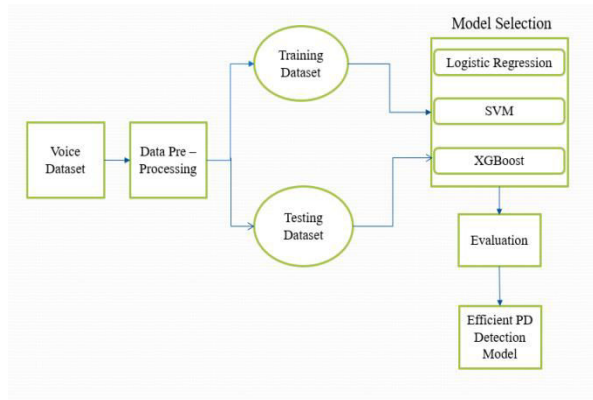 Model Selection
Training
Dataset
Logistic Regression
SVM
Voice
Dataset
Data Pre –
Processing
XGBoost
Testing
Dataset
Evaluation
Efficient PD
Detection
Model